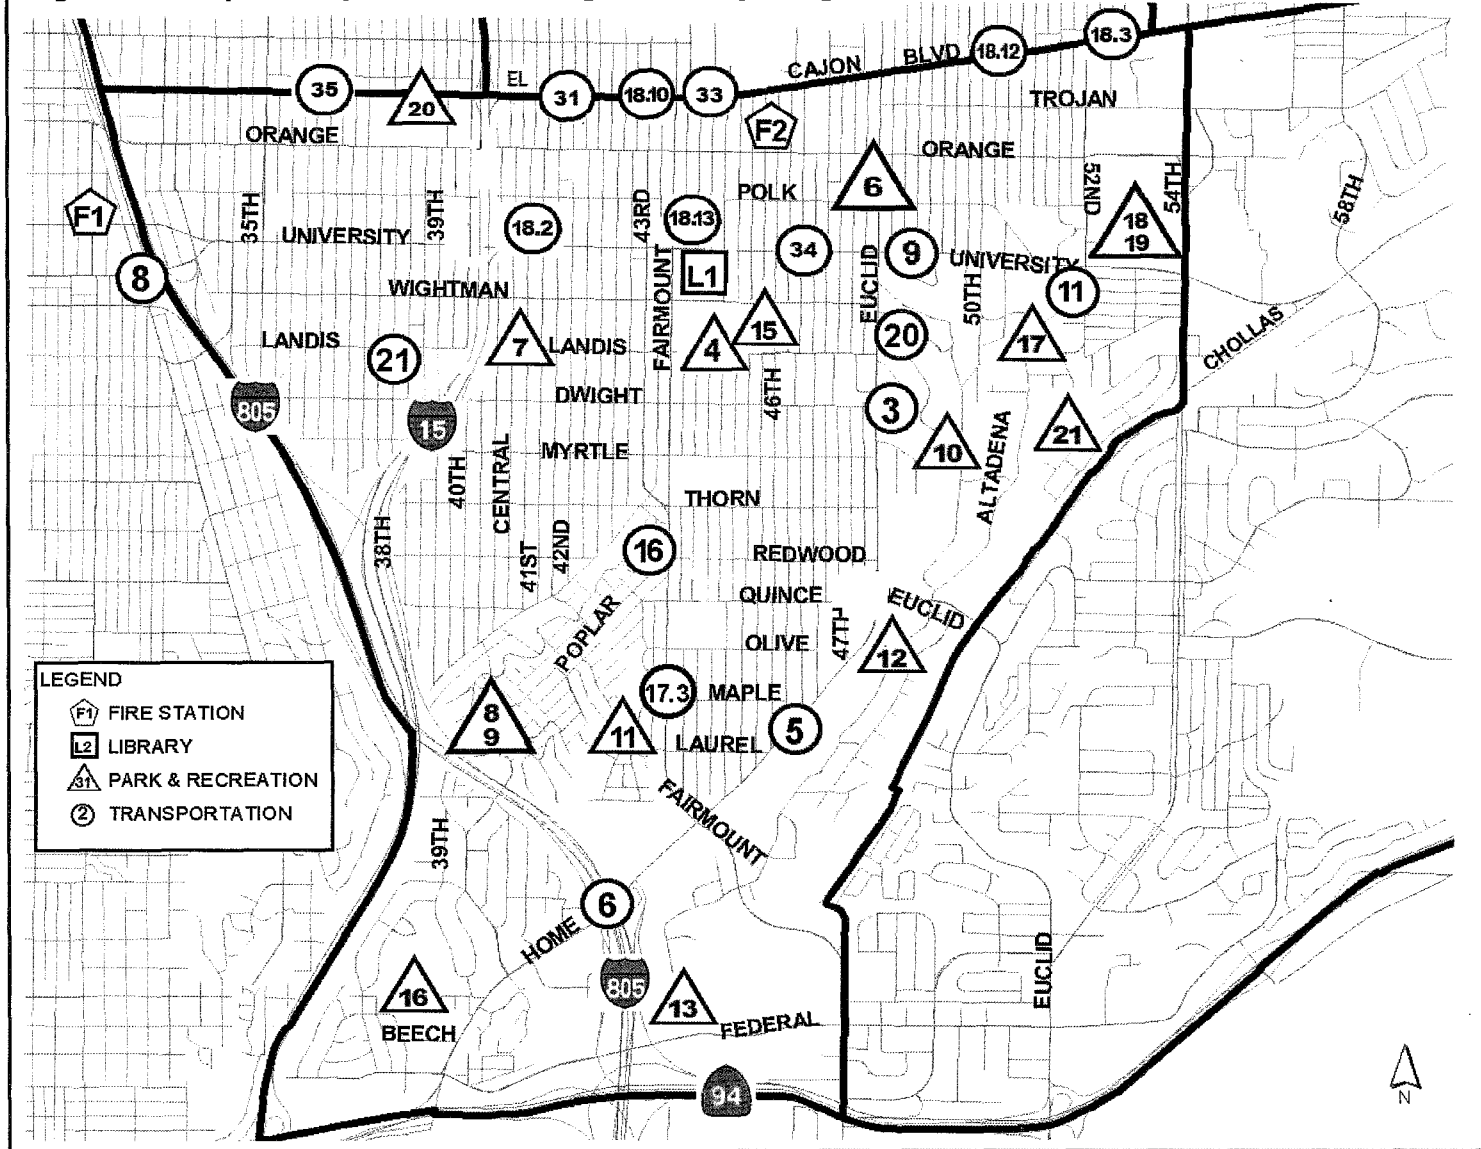 18.3
18.12
BLVD
CAJON
EL
35
20
31
18.10
33
TROJAN
ORANGE
F2
ORANGE
6
POLK
52ND
54TH
58TH
18
19
F1
35TH
39TH
43RD
18.13
18.2
UNIVERSITY
34
EUCLID
9
UNIVERSITY
L1
FAIRMOUNT
8
WIGHTMAN
50TH
11
LANDIS
21
7
LANDIS
4
15
20
17
CHOLLAS
805
15
DWIGHT
46TH
3
10
ALTADENA
21
40TH
CENTRAL
MYRTLE
THORN
38TH
41ST
42ND
16
REDWOOD
QUINCE
EUCLID
POPLAR
OLIVE
47TH
12
LEGEND
F1 FIRE STATION
L2 LIBRARY
31 PARK & RECREATION
2 TRANSPORTATION
8
9
17.3
MAPLE
11
LAUREL
5
FAIRMOUNT
39TH
6
HOME
805
16
BEECH
13
FEDERAL
EUCLID
94
N